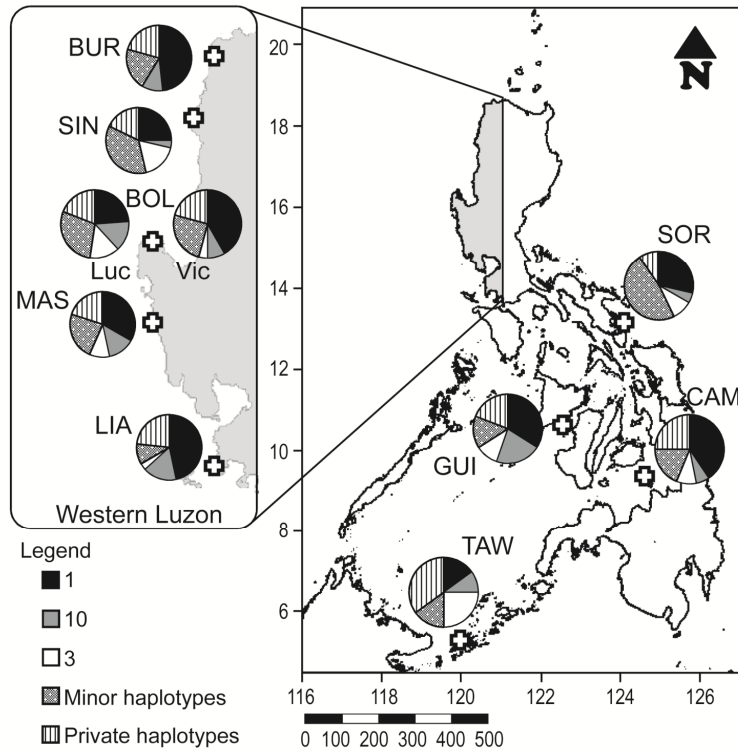 BUR
SIN
BOL
Luc Vic
MAS
LIA
Western Luzon
Legend
1
10
3
Minor haplotypes
Private haplotypes
N
20
18
16
14
12
10
8
6
SOR
CAM
GUI
TAW
116 118 120 122 124 126
0 100 200 300 400 500